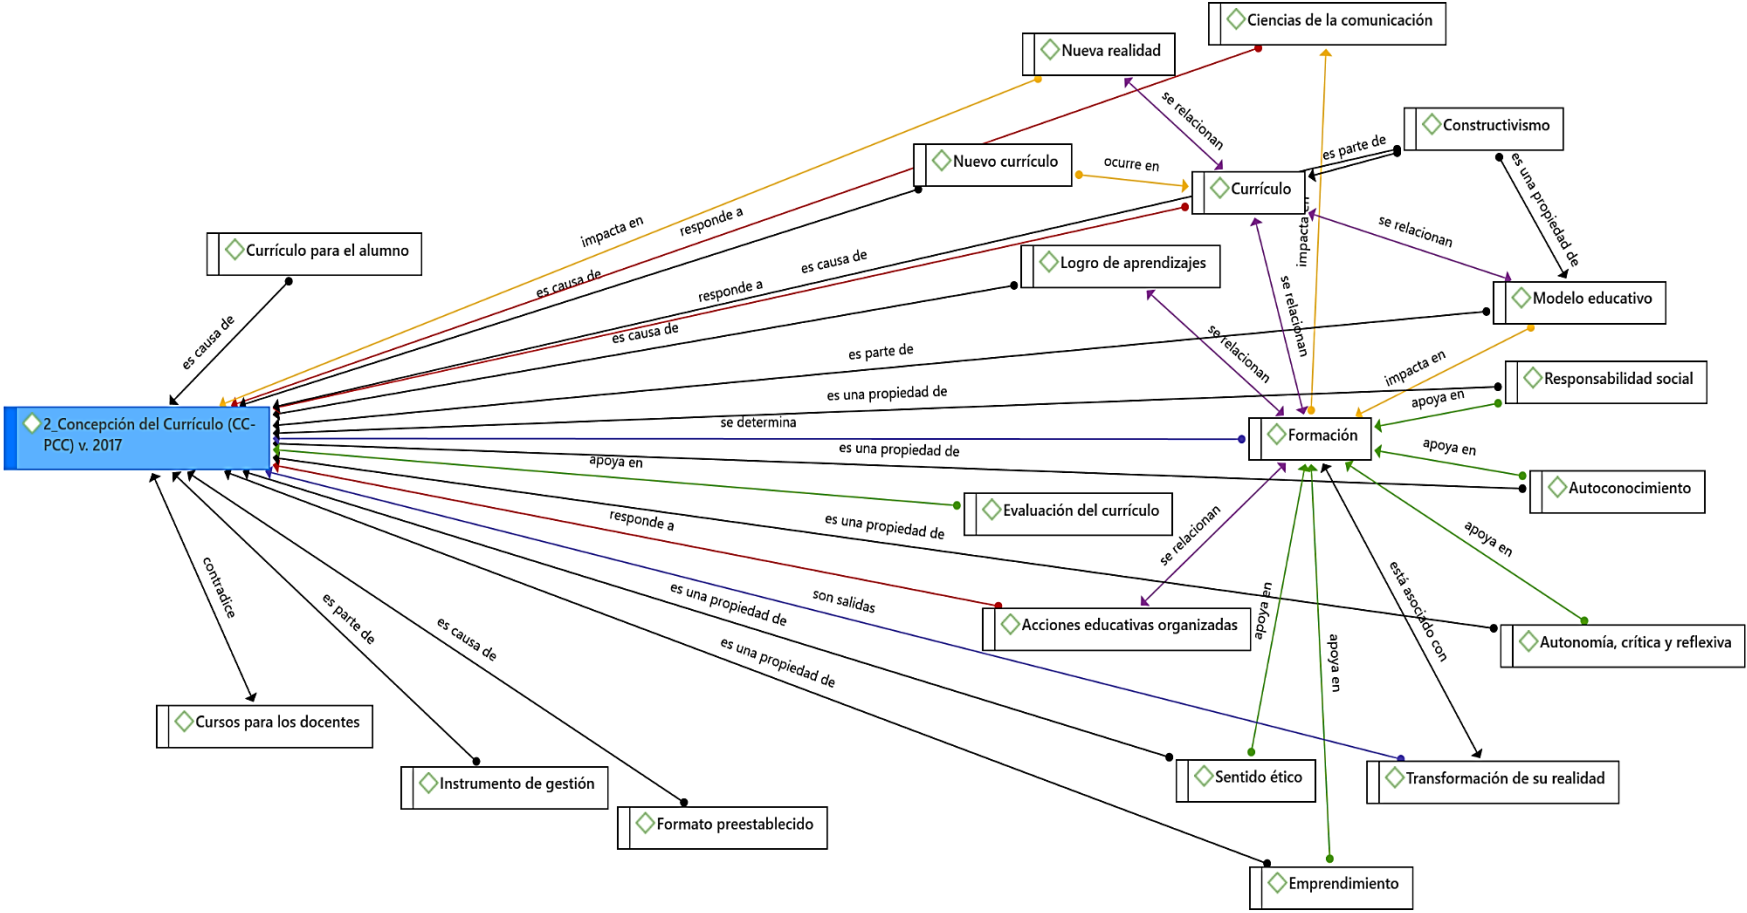 Ciencias de la comunicación
Nueva realidad
se relacionan
Constructivismo
es parte de
Nuevo currículo
ocurre en
Currículo
es una propiedad de
impacta en
responde a
impacta en
se relacionan
Currículo para el alumno
es causa de
Logro de aprendizajes
es causa de
responde a
se relacionan
Modelo educativo
es causa de
es causa de
se relacionan
es parte de
impacta en
Responsabilidad social
es una propiedad de
apoya en
2_Concepción del Currículo (CC-
PCC) v. 2017
se determina
Formación
es una propiedad de
apoya en
apoya en
Autoconocimiento
Evaluación del currículo
responde a
es una propiedad de
se relacionan
apoya en
contradice
es parte de
es causa de
es una propiedad de
son salidas
Acciones educativas organizadas
apoya en
está asociado con
Autonomía, crítica y reflexiva
es una propiedad de
apoya en
Cursos para los docentes
Instrumento de gestión
Sentido ético
Transformación de su realidad
Formato preestablecido
Emprendimiento